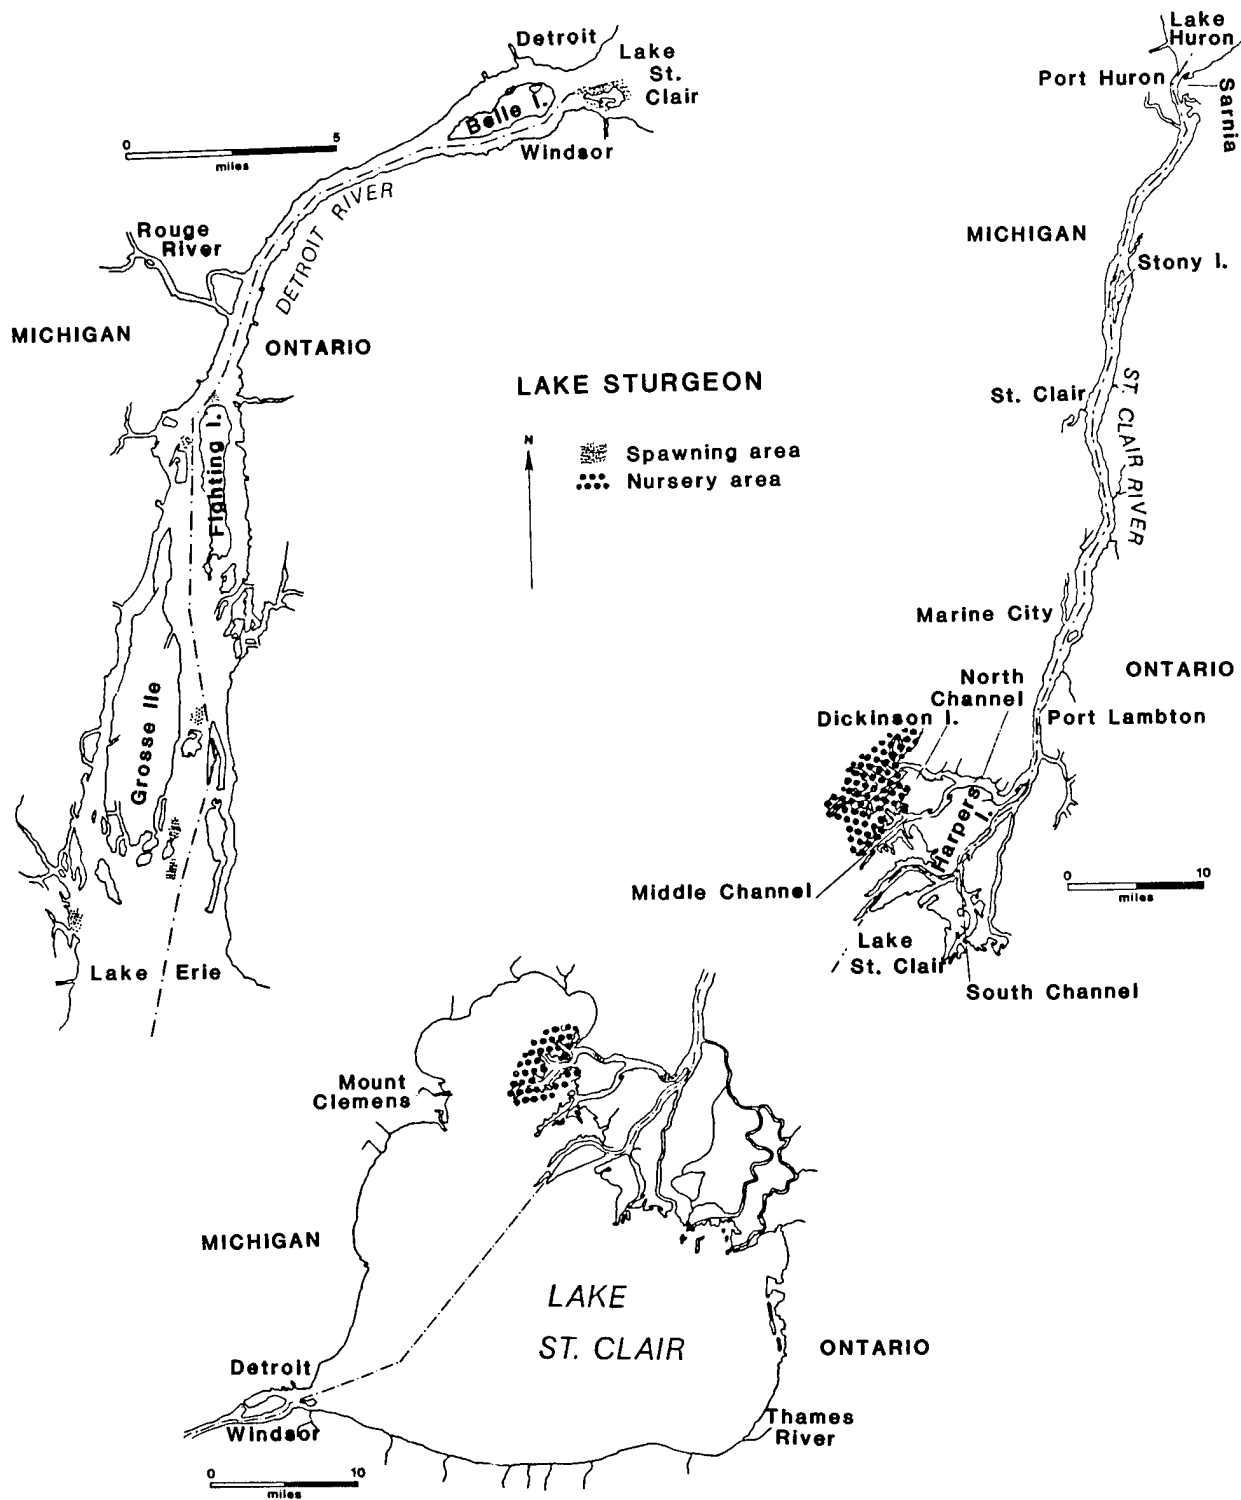 Detroit
Lake
St.
Clair
Belle I.
Windsor
0 5
miles
DETROIT RIVER
Rouge
River
MICHIGAN
ONTARIO
Fighting I.
Grosse Ile
Lake Erie
LAKE STURGEON
N
Spawning area
Nursery area
Lake
Huron
Port Huron
Sarnia
MICHIGAN
Stony I.
St. Clair
ST. CLAIR RIVER
Marine City
ONTARIO
North
Channel
Dickinson I.
Port Lambton
Harpers
I.
Middle Channel
0 10
miles
Lake
St. Clair
South Channel
Mount
Clemens
MICHIGAN
LAKE
ST. CLAIR
ONTARIO
Detroit
Windsor
Thames
River
0 10
miles